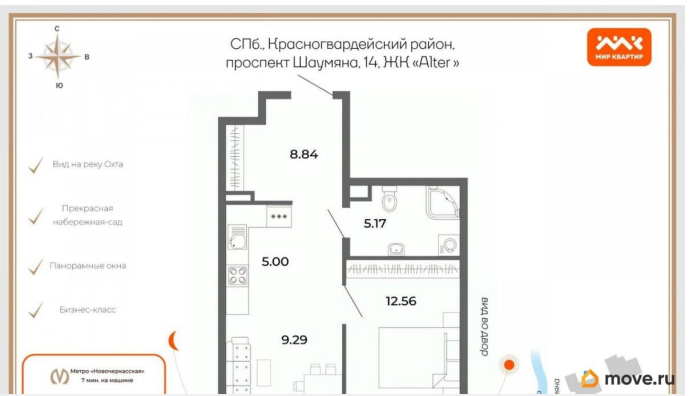 С
З
В
Ю
СПб., Красногвардейский район,
проспект Шаумяна, 14, ЖК «Alter»
МИР КВАРТИР
Вид на реку Охта
Прекрасная
набережная-сад
Панорамные окна
Бизнес-класс
Метро «Новочеркасская»
7 мин. на машине
8.84
5.17
5.00
12.56
9.29
ВИД ВО ДВОР
move.ru